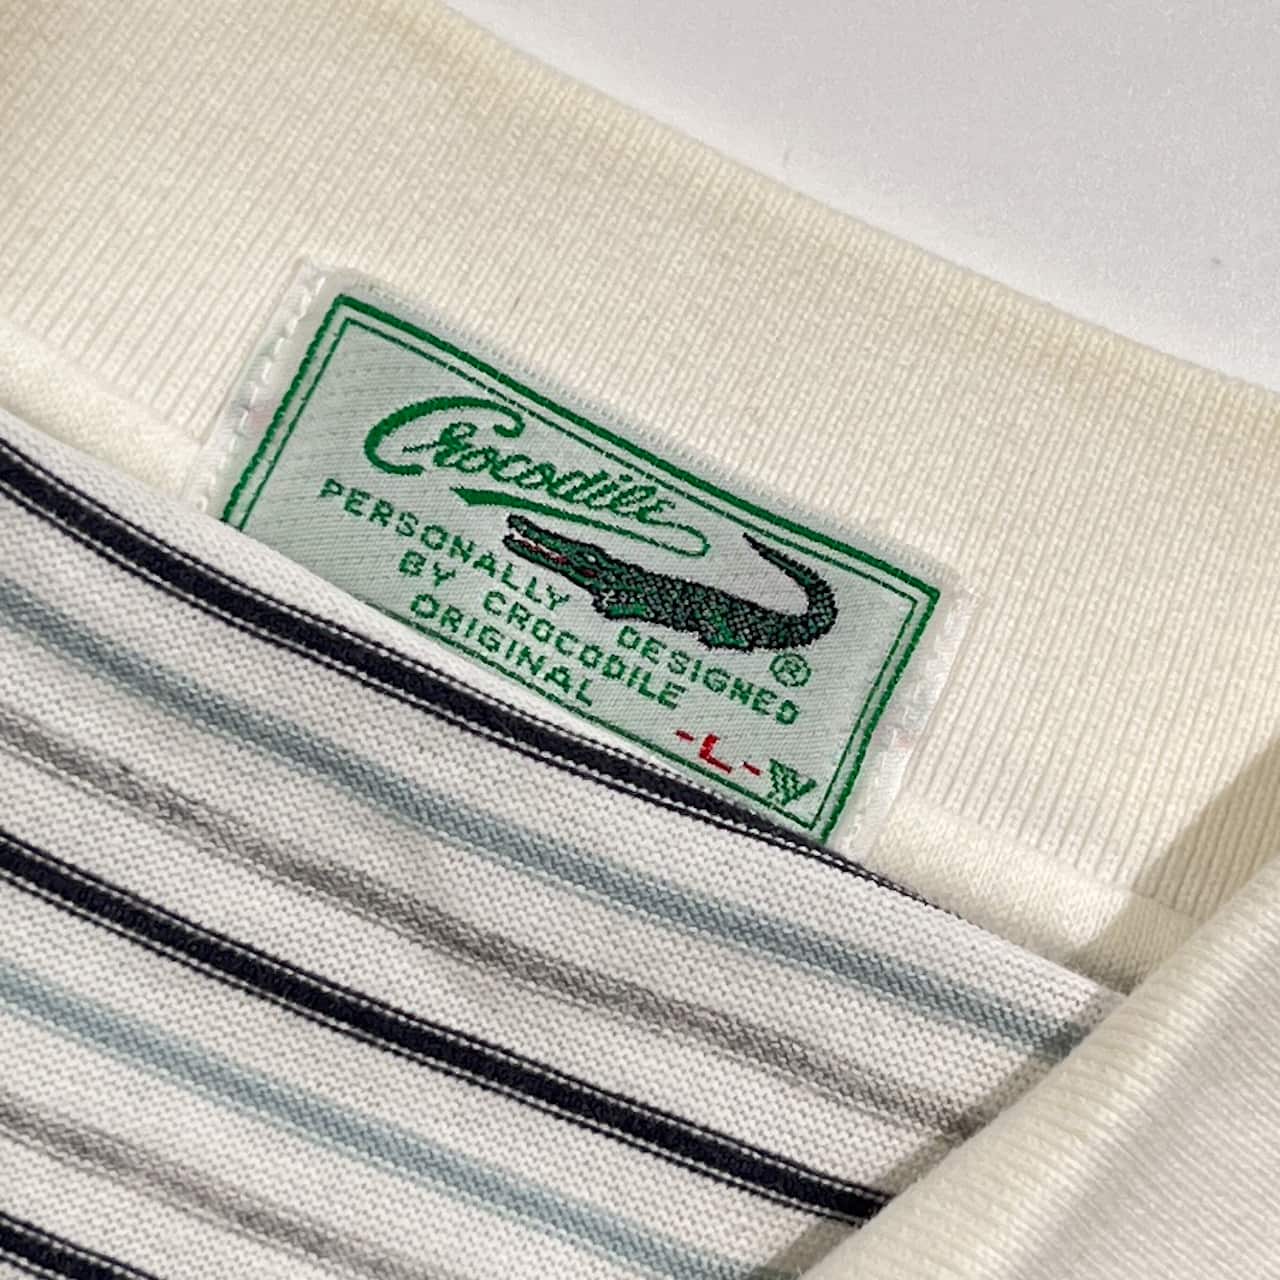 Crocodile
PERSONALLY DESIGNED ®
BY CROCODILE
ORIGINAL
-L-